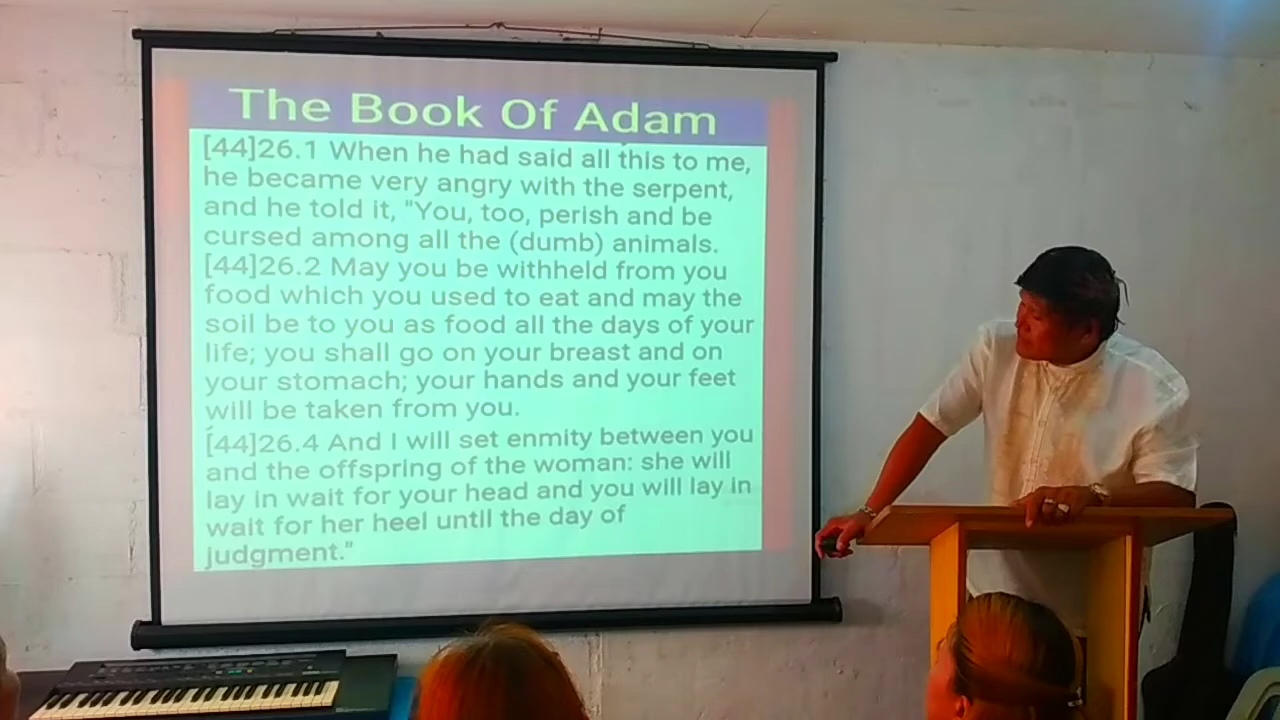 The Book Of Adam
[44]26.1 When he had said all this to me,
he became very angry with the serpent,
and he told it, "You, too, perish and be
cursed among all the (dumb) animals.
[44]26.2 May you be withheld from you
food which you used to eat and may the
soil be to you as food all the days of your
life; you shall go on your breast and on
your stomach; your hands and your feet
will be taken from you.
[44]26.4 And I will set enmity between you
and the offspring of the woman: she will
lay in wait for your head and you will lay in
wait for her heel until the day of
judgment."